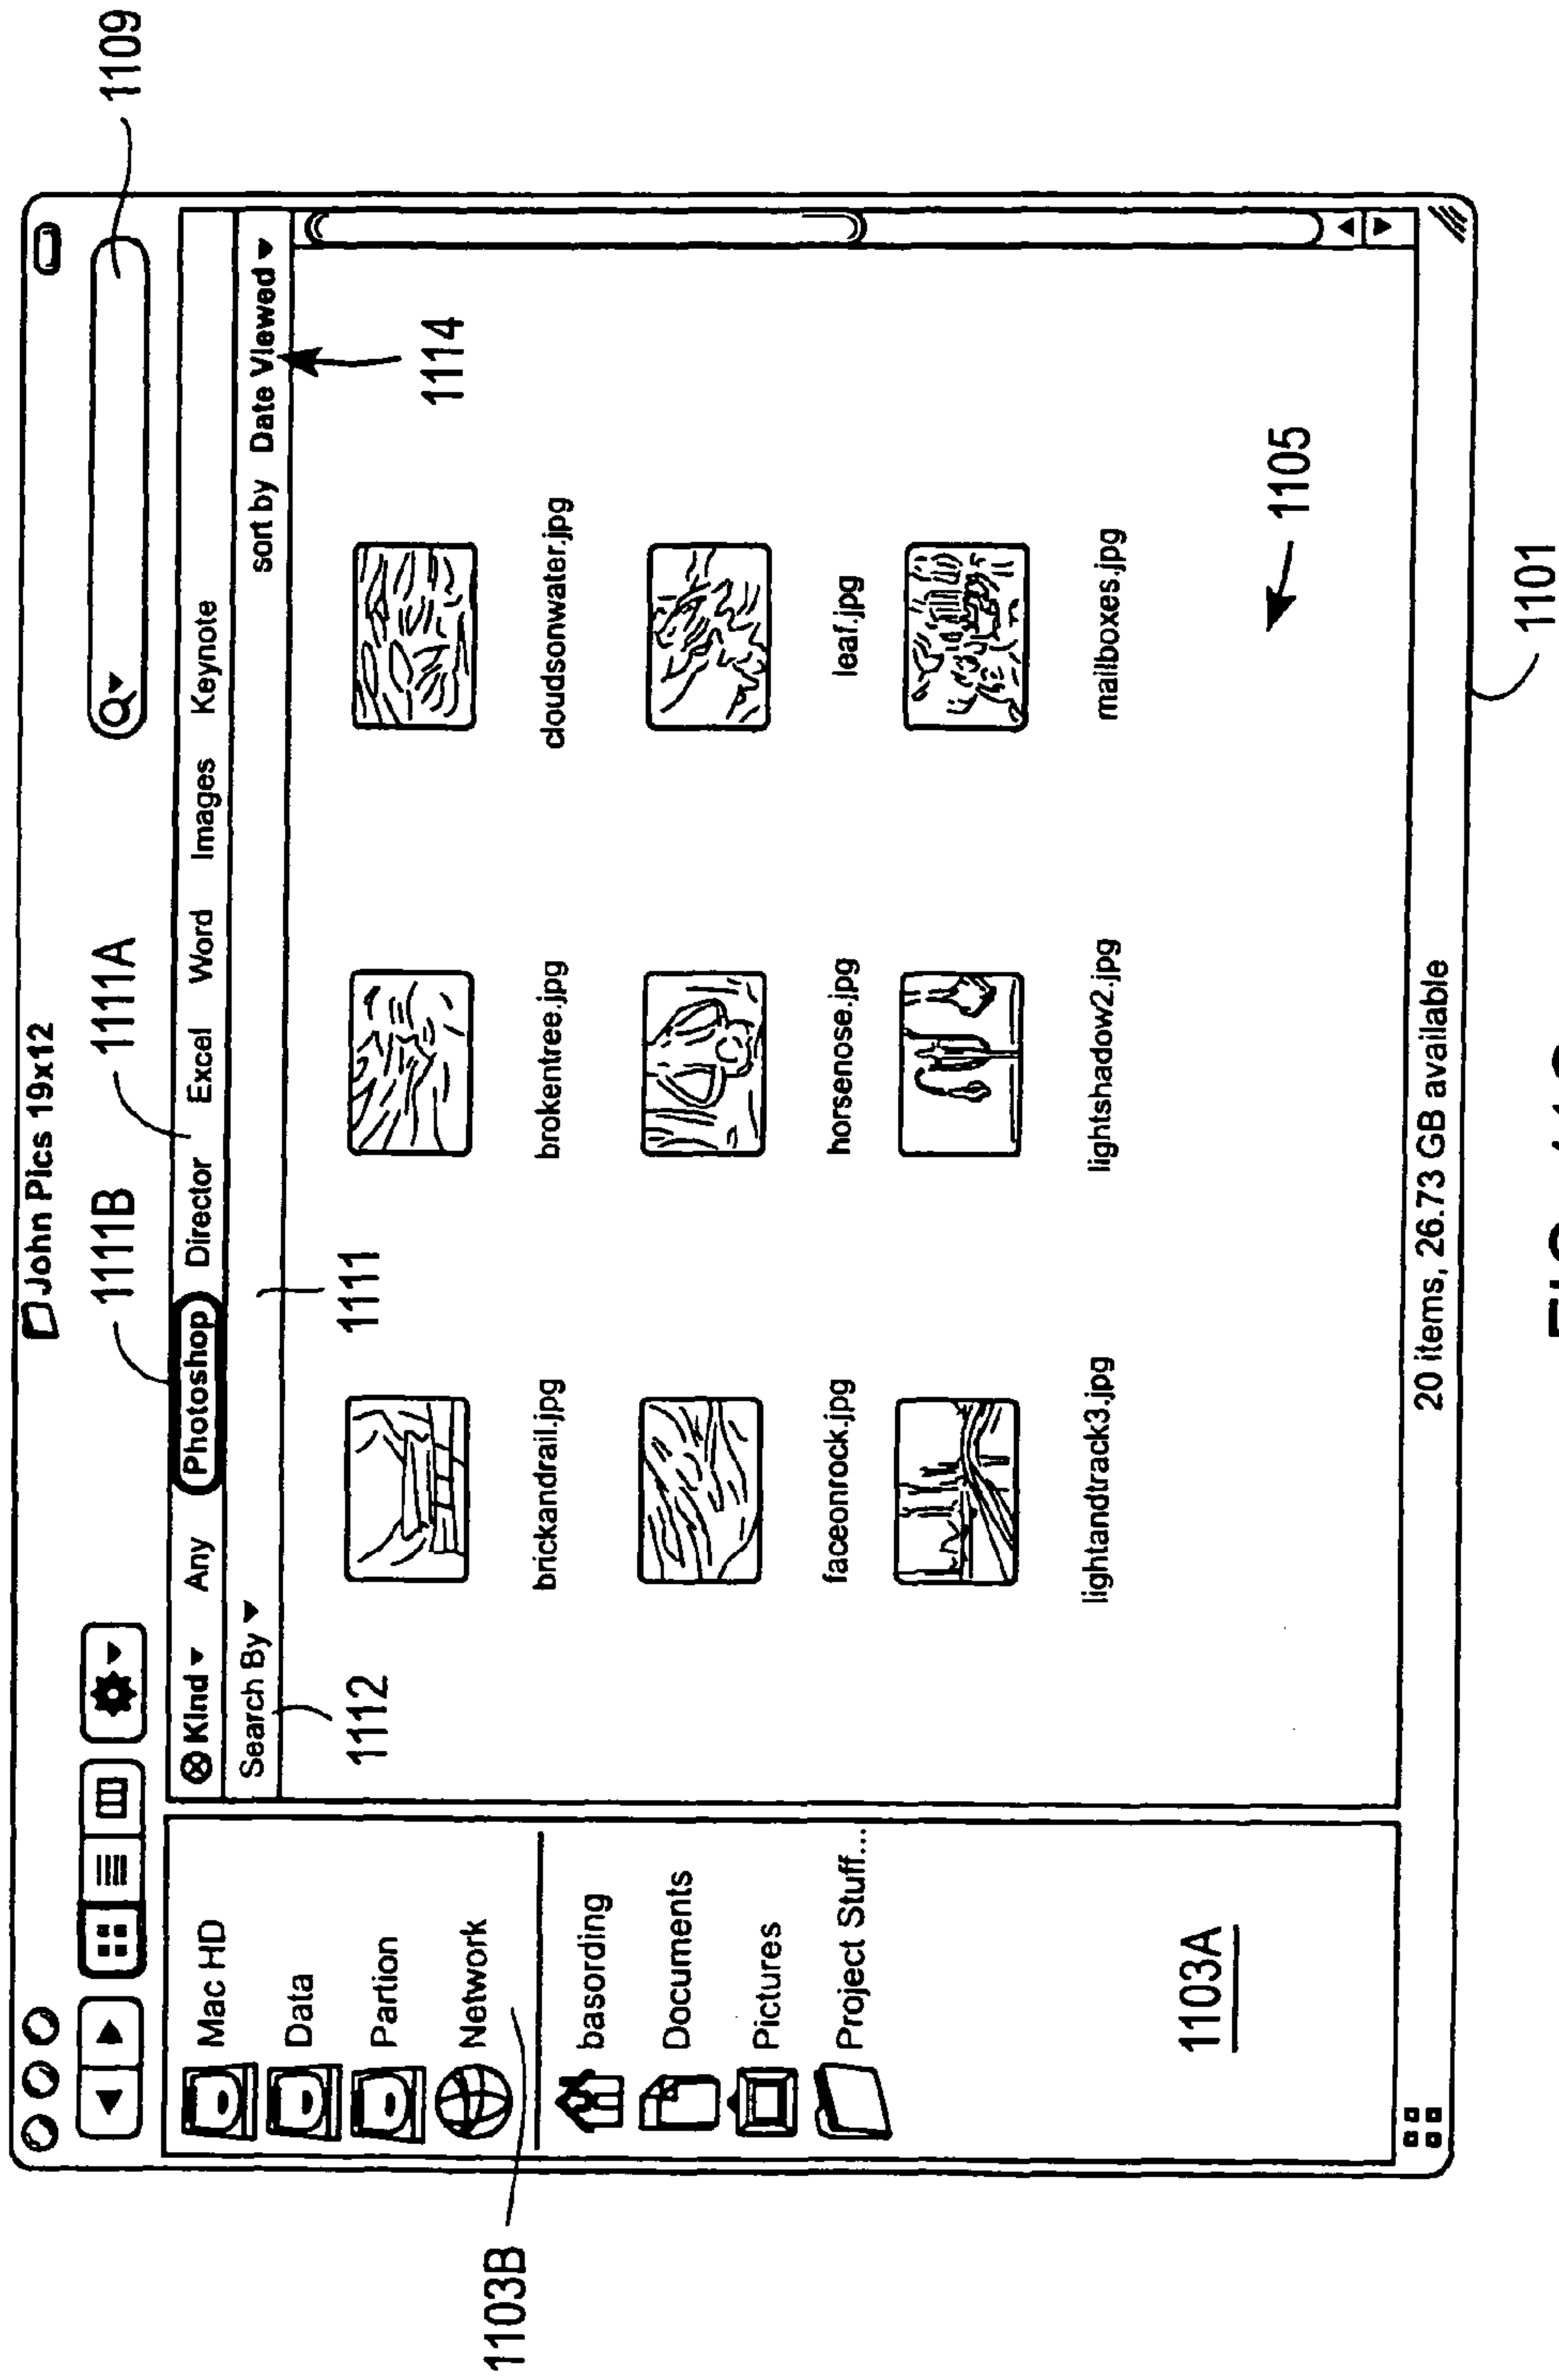 John Pics 19x12
1109
1111B
1111A
Kind Any Photoshop Director Excel Word Images Keynote
Search By
sort by Date Viewed
1112
1111
1114
Mac HD
Data
Partion
Network
1103B
basording
Documents
Pictures
Project Stuff...
1103A
brickandrail.jpg
brokentree.jpg
cloudsonwater.jpg
faceonrock.jpg
horsenose.jpg
leaf.jpg
lightandtrack3.jpg
lightshadow2.jpg
mailboxes.jpg
1105
20 items, 26.73 GB available
1101